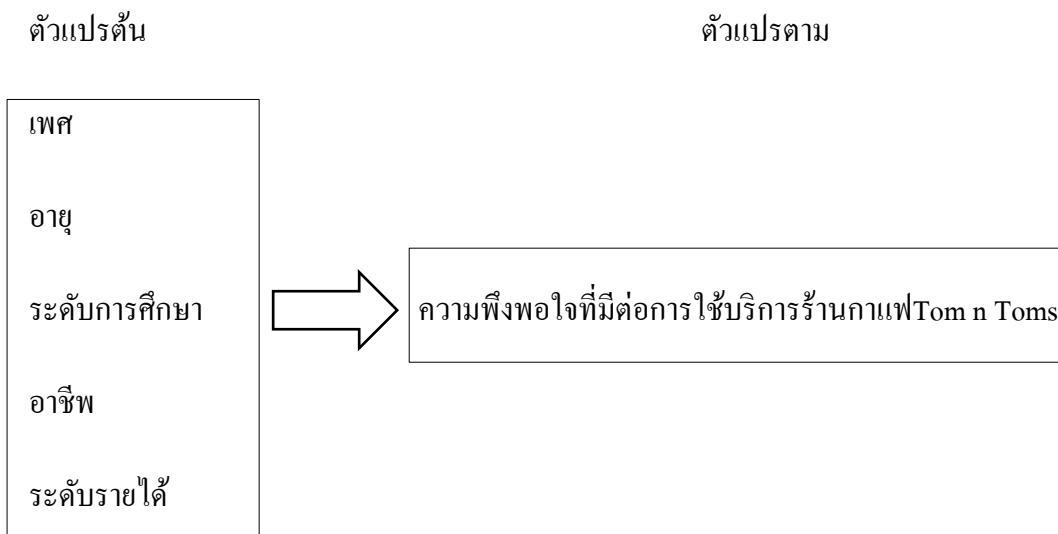 ตัวแปรต้น
ตัวแปรตาม
เพศ
อายุ
ระดับการศึกษา
อาชีพ
ระดับรายได้
ความพึงพอใจที่มีต่อการใช้บริการร้านกาแฟTom n Toms